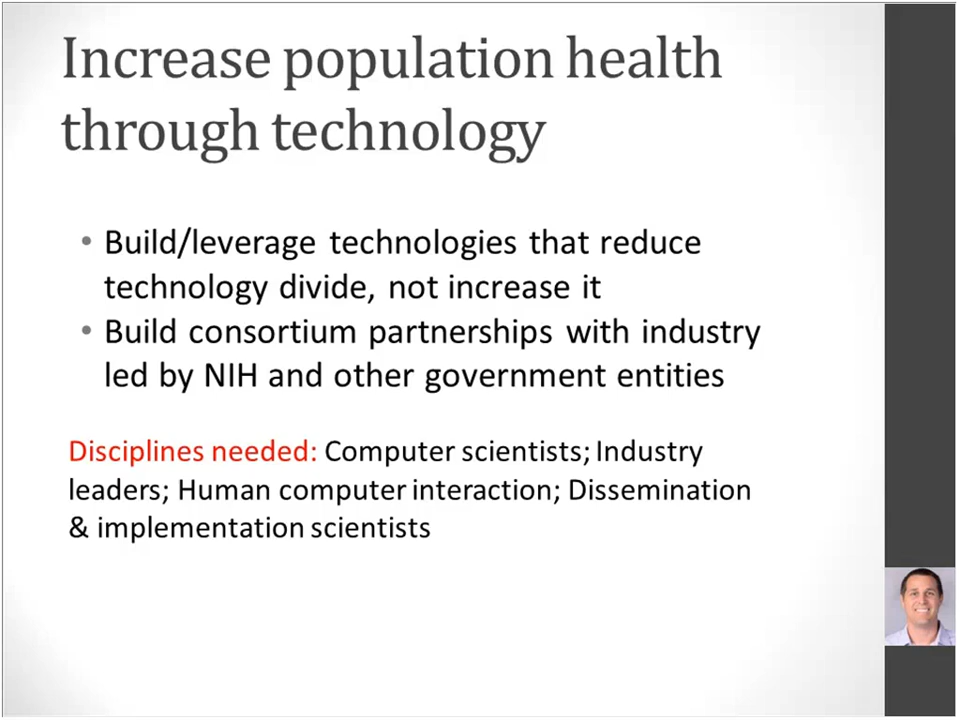 Increase population health
through technology
• Build/leverage technologies that reduce
technology divide, not increase it
• Build consortium partnerships with industry
led by NIH and other government entities
Disciplines needed: Computer scientists; Industry
leaders; Human computer interaction; Dissemination
& implementation scientists